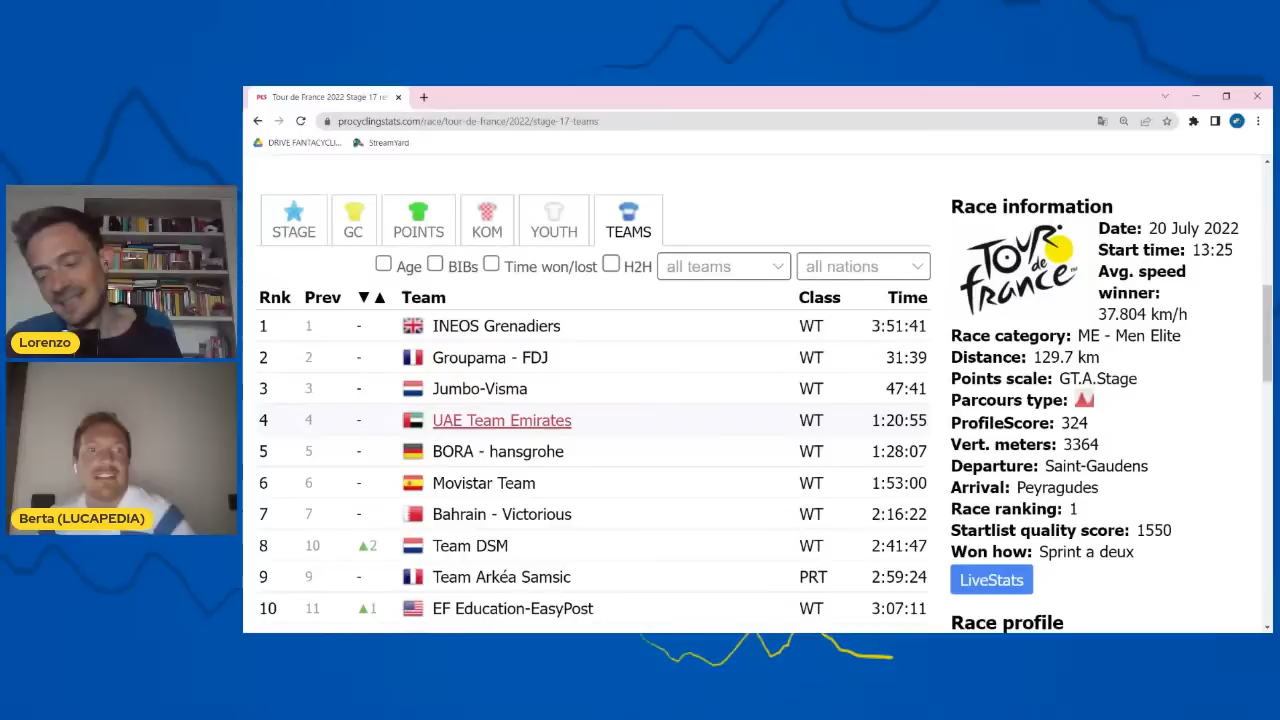 PCS Tour de France 2022 Stage 17 re
procyclingstats.com/race/tour-de-france/2022/stage-17-teams
DRIVE FANTACYCLI... StreamYard
STAGE GC POINTS KOM YOUTH TEAMS
Age BIBs Time won/lost H2H all teams all nations
Rnk Prev ▼▲ Team Class Time
1 1 - INEOS Grenadiers WT 3:51:41
2 2 - Groupama - FDJ WT 31:39
3 3 - Jumbo-Visma WT 47:41
4 4 - UAE Team Emirates WT 1:20:55
5 5 - BORA - hansgrohe WT 1:28:07
6 6 - Movistar Team WT 1:53:00
7 7 - Bahrain - Victorious WT 2:16:22
8 10 ▲2 Team DSM WT 2:41:47
9 9 - Team Arkéa Samsic PRT 2:59:24
10 11 ▲1 EF Education-EasyPost WT 3:07:11
Race information
TOUR de france
Date: 20 July 2022
Start time: 13:25
Avg. speed
winner:
37.804 km/h
Race category: ME - Men Elite
Distance: 129.7 km
Points scale: GT.A.Stage
Parcours type:
ProfileScore: 324
Vert. meters: 3364
Departure: Saint-Gaudens
Arrival: Peyragudes
Race ranking: 1
Startlist quality score: 1550
Won how: Sprint a deux
LiveStats
Race profile
Lorenzo
Berta (LUCAPEDIA)